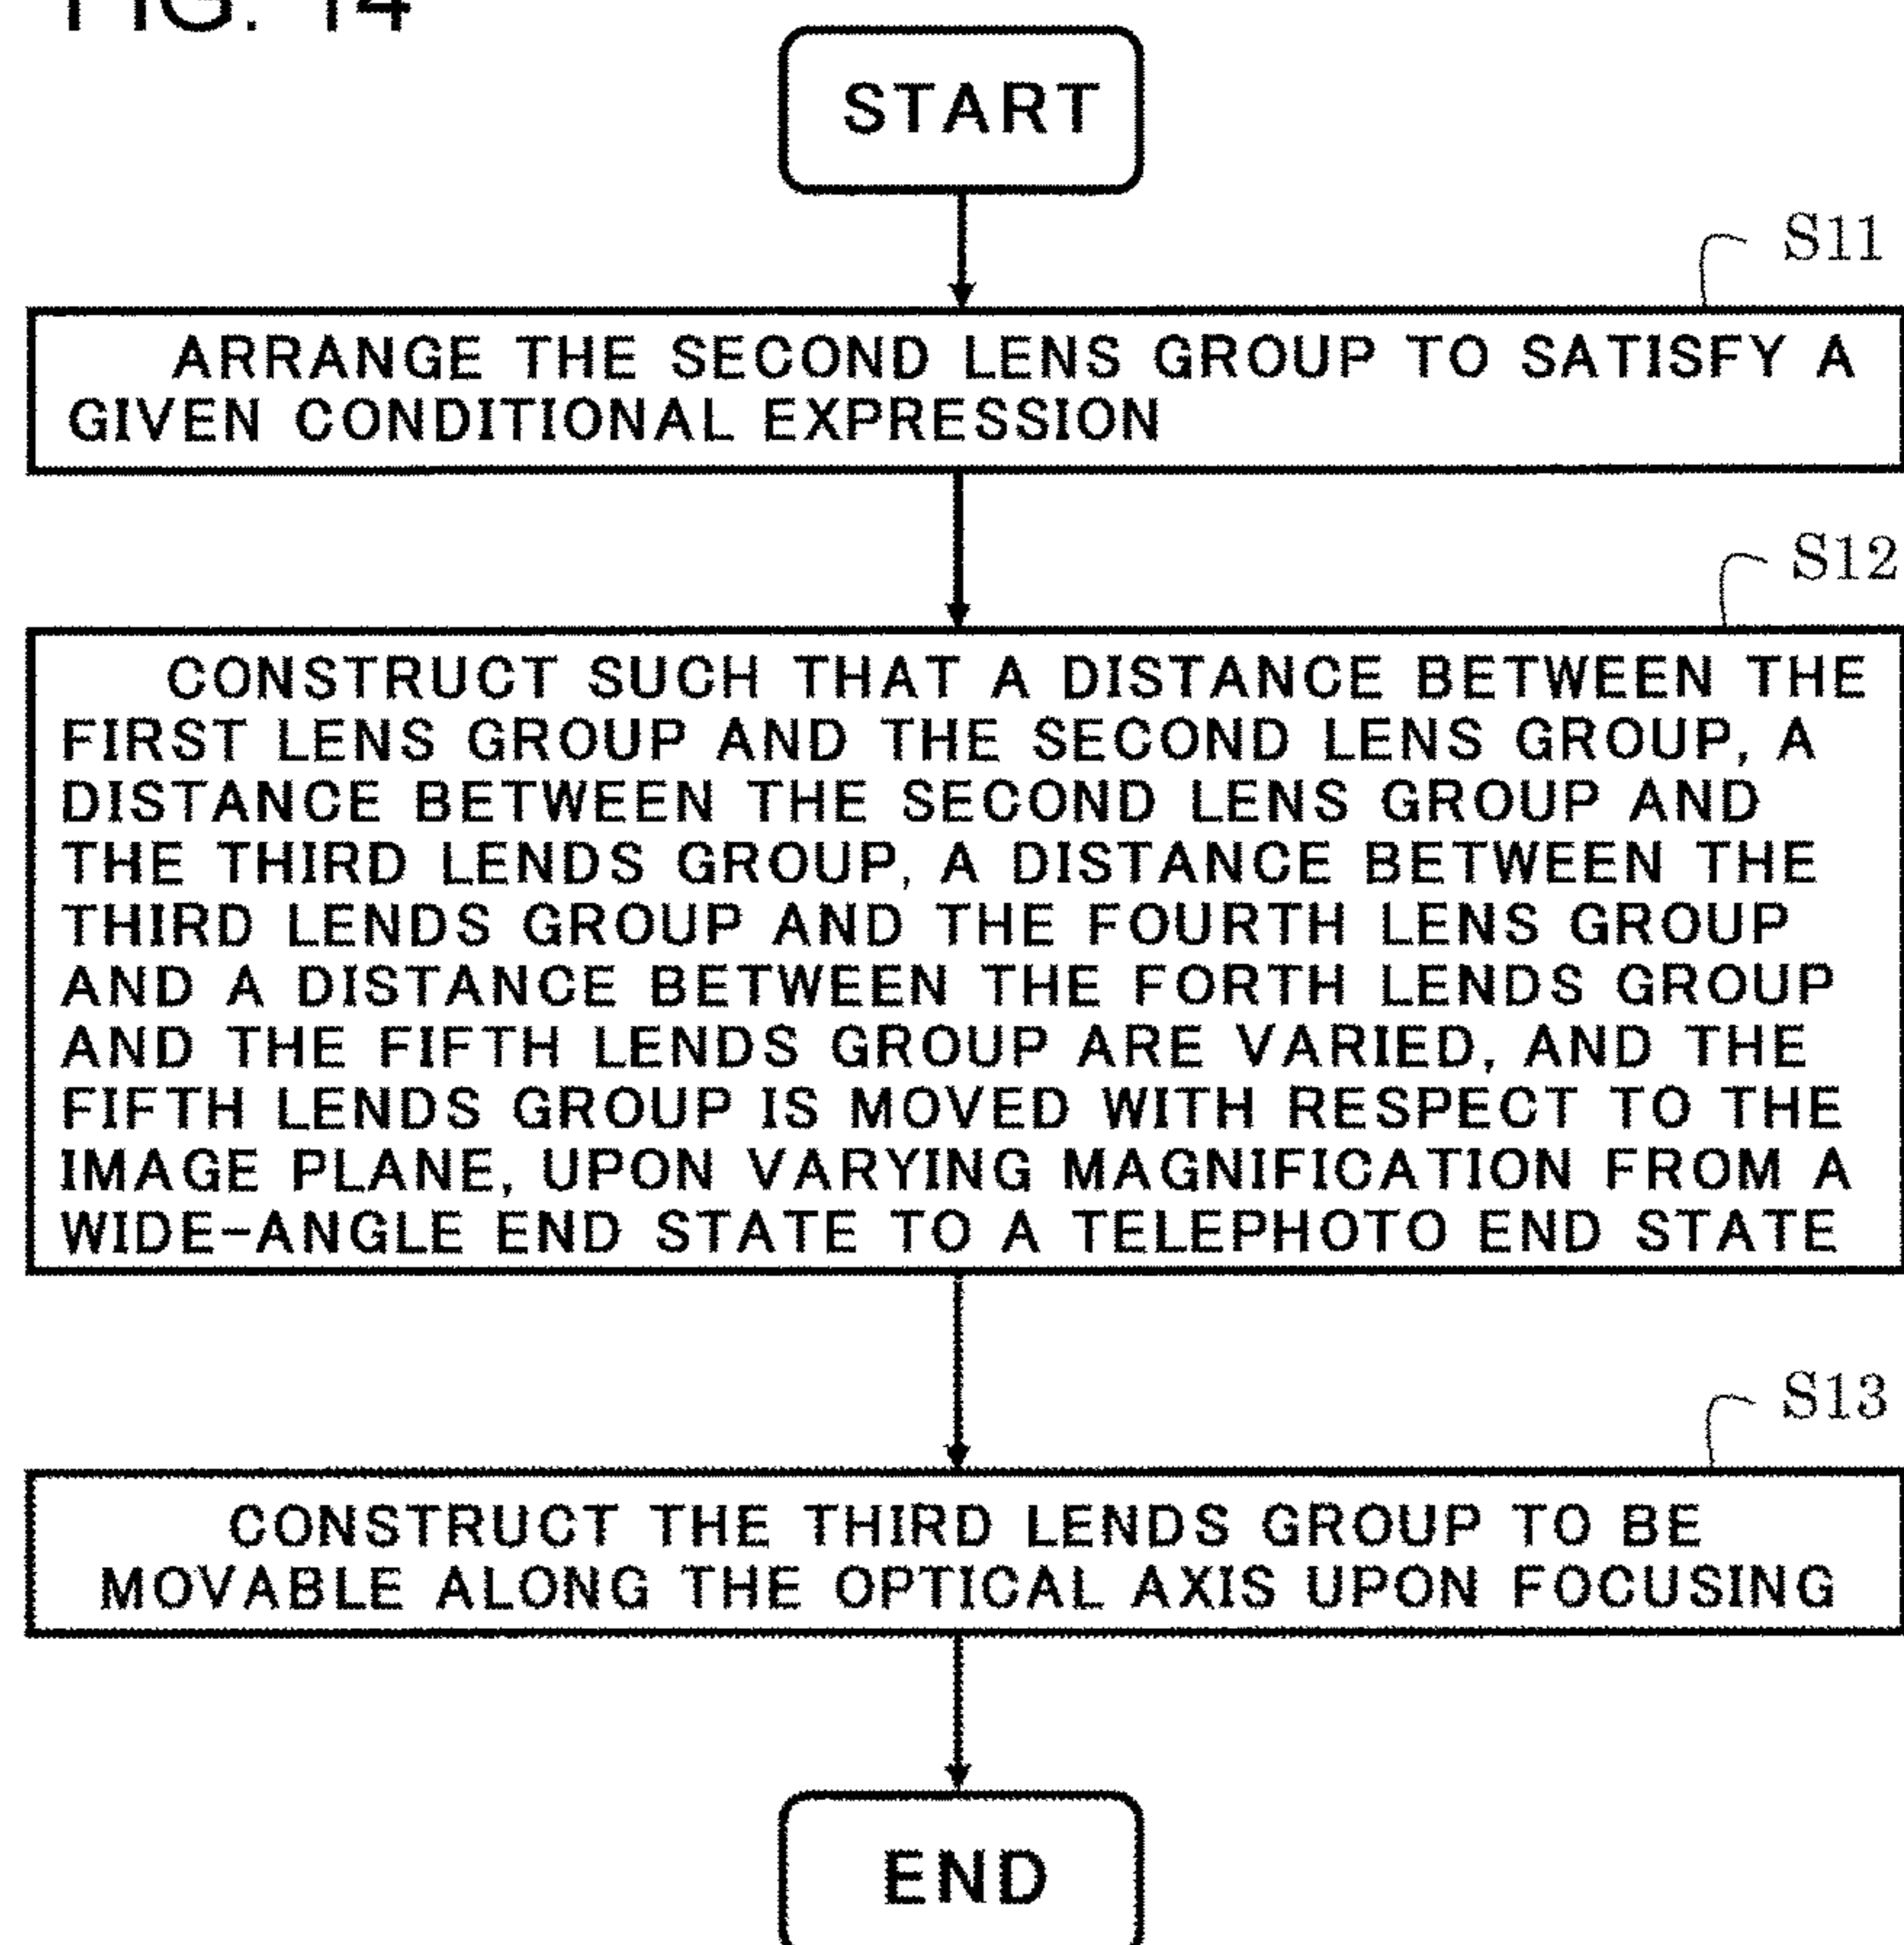 FIG. 14
START
S11
ARRANGE THE SECOND LENS GROUP TO SATISFY A
GIVEN CONDITIONAL EXPRESSION
S12
CONSTRUCT SUCH THAT A DISTANCE BETWEEN THE
FIRST LENS GROUP AND THE SECOND LENS GROUP, A
DISTANCE BETWEEN THE SECOND LENS GROUP AND
THE THIRD LENDS GROUP, A DISTANCE BETWEEN THE
THIRD LENDS GROUP AND THE FOURTH LENS GROUP
AND A DISTANCE BETWEEN THE FORTH LENDS GROUP
AND THE FIFTH LENDS GROUP ARE VARIED, AND THE
FIFTH LENDS GROUP IS MOVED WITH RESPECT TO THE
IMAGE PLANE, UPON VARYING MAGNIFICATION FROM A
WIDE-ANGLE END STATE TO A TELEPHOTO END STATE
S13
CONSTRUCT THE THIRD LENDS GROUP TO BE
MOVABLE ALONG THE OPTICAL AXIS UPON FOCUSING
END